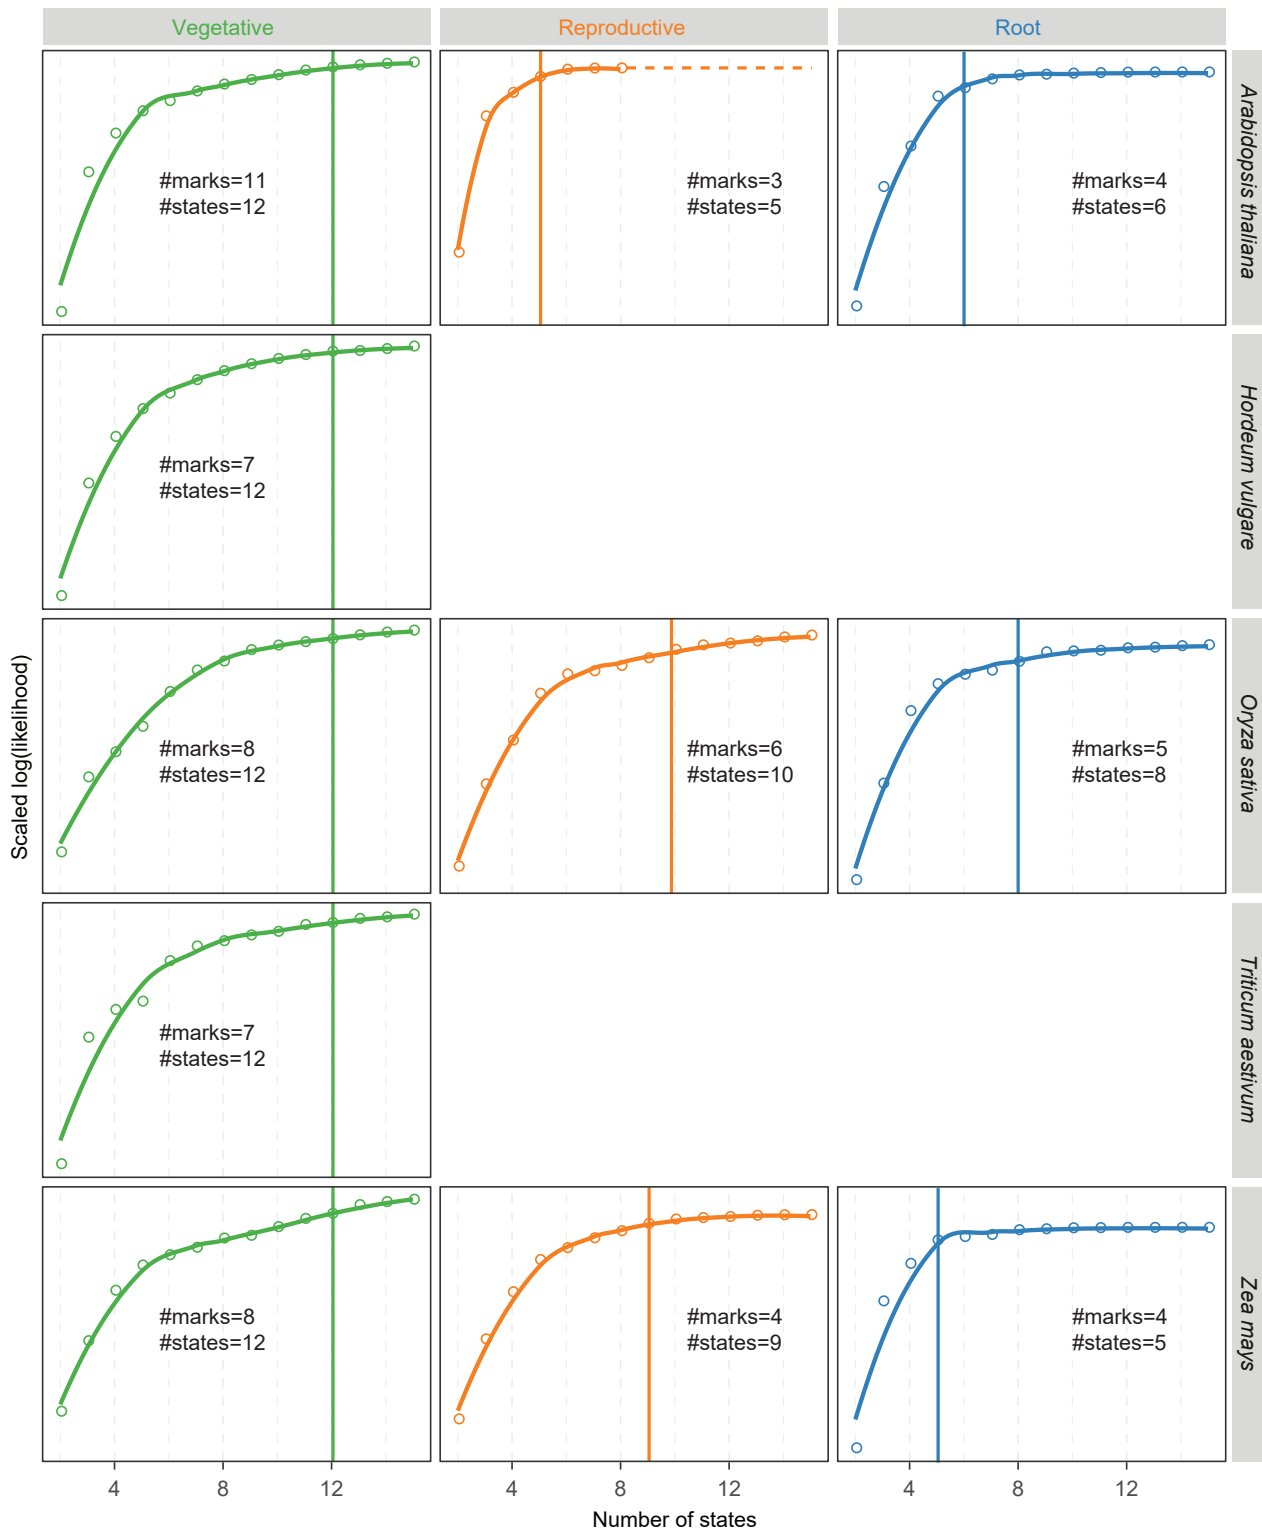 Vegetative
Reproductive
Root
#marks=11
#states=12
#marks=3
#states=5
#marks=4
#states=6
Arabidopsis thaliana
#marks=7
#states=12
Hordeum vulgare
Scaled log(likelihood)
#marks=8
#states=12
#marks=6
#states=10
#marks=5
#states=8
Oryza sativa
#marks=7
#states=12
Triticum aestivum
#marks=8
#states=12
#marks=4
#states=9
#marks=4
#states=5
Zea mays
4 8 12
4 8 12
4 8 12
Number of states